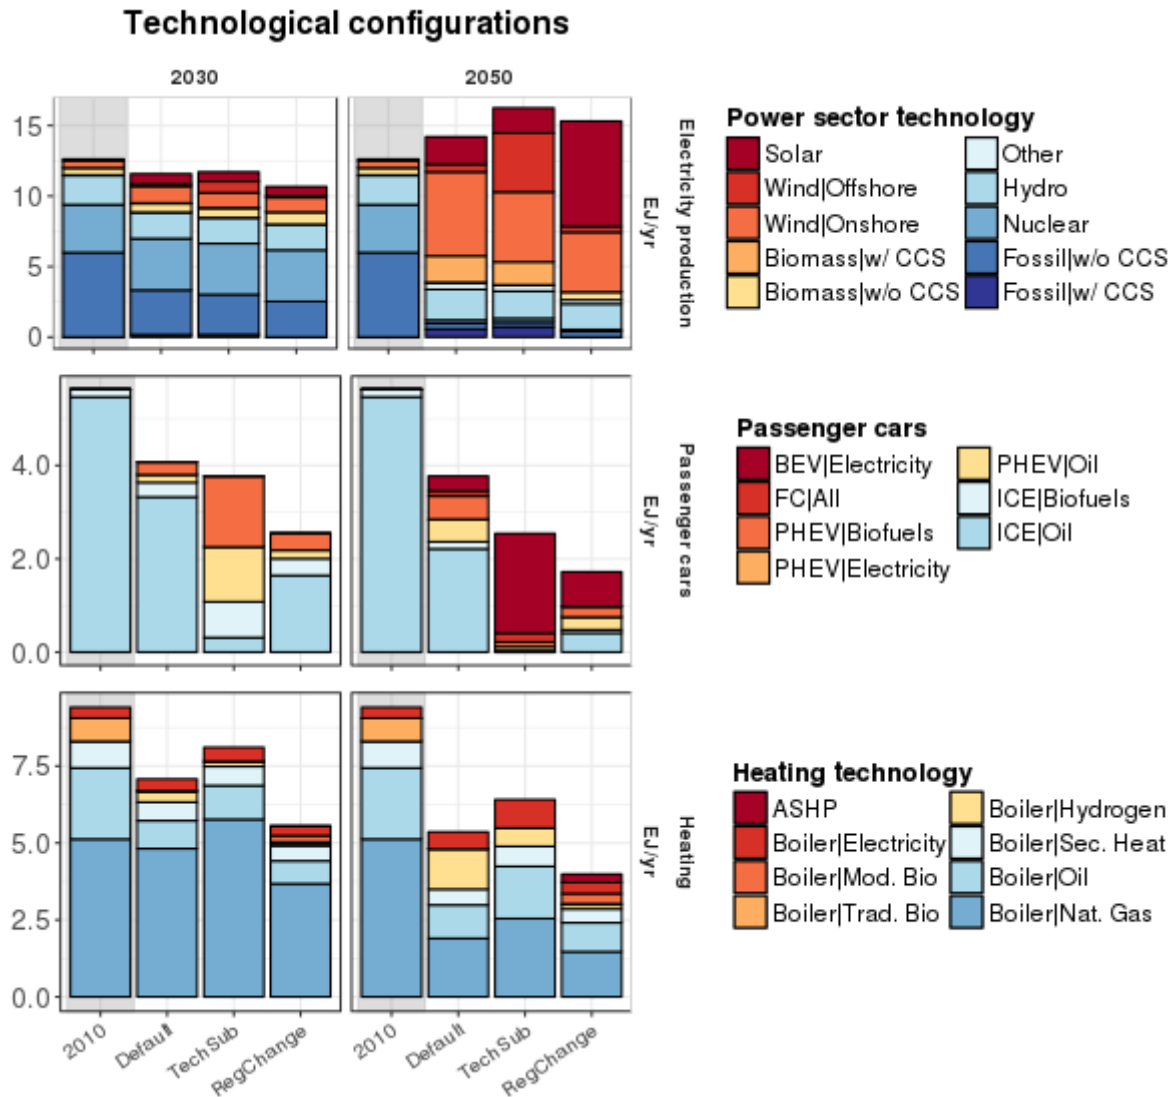 Technological configurations
2030
2050
15
10
5
0
Electricity production
EJ/yr
Power sector technology
Solar
Wind|Offshore
Wind|Onshore
Biomass|w/ CCS
Biomass|w/o CCS
Other
Hydro
Nuclear
Fossil|w/o CCS
Fossil|w/ CCS
4.0
2.0
0.0
Passenger cars
EJ/yr
Passenger cars
BEV|Electricity
FC|All
PHEV|Biofuels
PHEV|Electricity
PHEV|Oil
ICE|Biofuels
ICE|Oil
7.5
5.0
2.5
0.0
Heating
EJ/yr
Heating technology
ASHP
Boiler|Electricity
Boiler|Mod. Bio
Boiler|Trad. Bio
Boiler|Hydrogen
Boiler|Sec. Heat
Boiler|Oil
Boiler|Nat. Gas
2010
Default
TechSub
RegChange
2010
Default
TechSub
RegChange